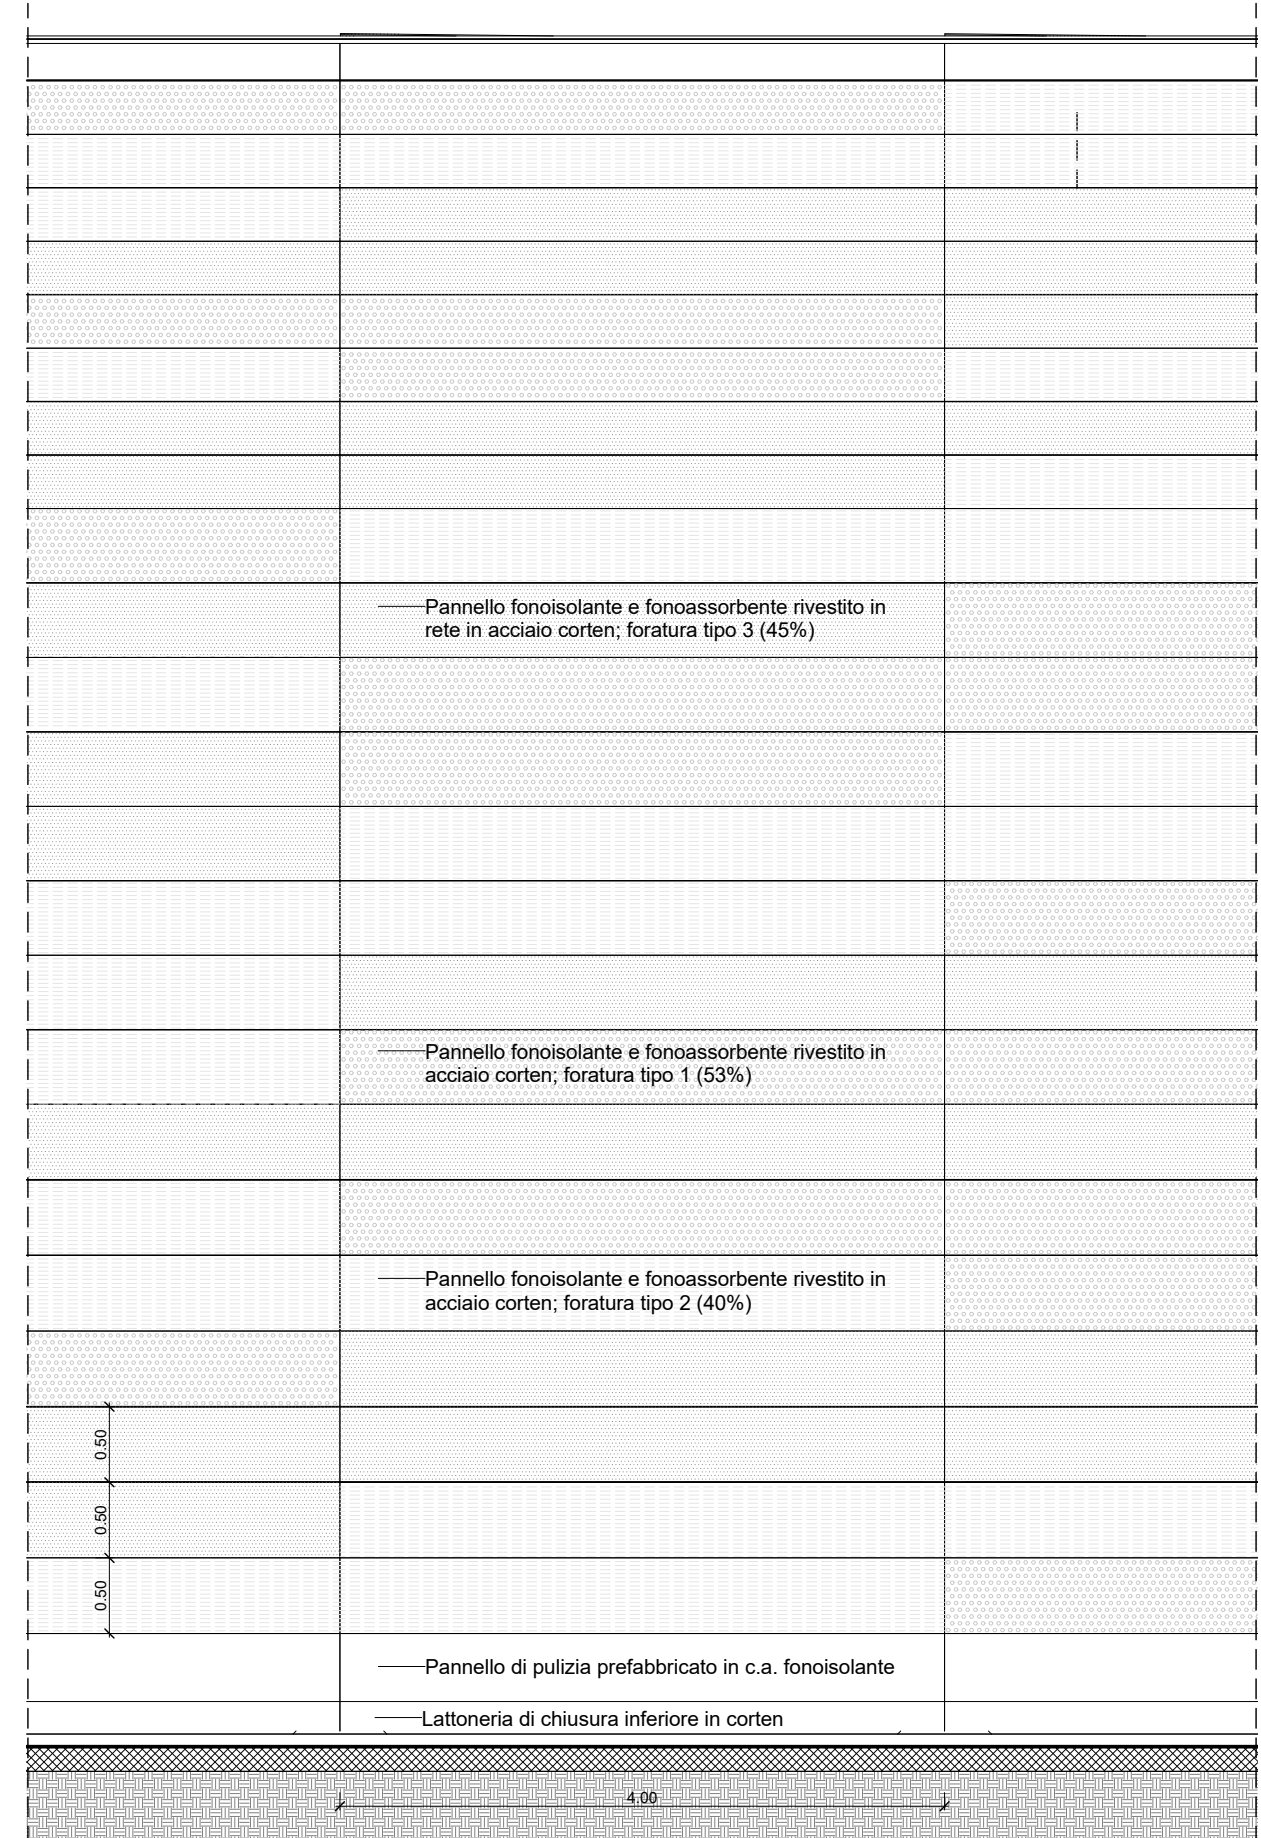 Pannello fonoisolante e fonoassorbente rivestito in
rete in acciaio corten; foratura tipo 3 (45%)
Pannello fonoisolante e fonoassorbente rivestito in
acciaio corten; foratura tipo 1 (53%)
Pannello fonoisolante e fonoassorbente rivestito in
acciaio corten; foratura tipo 2 (40%)
0.50
0.50
0.50
Pannello di pulizia prefabbricato in c.a. fonoisolante
Lattoneria di chiusura inferiore in corten
4.00